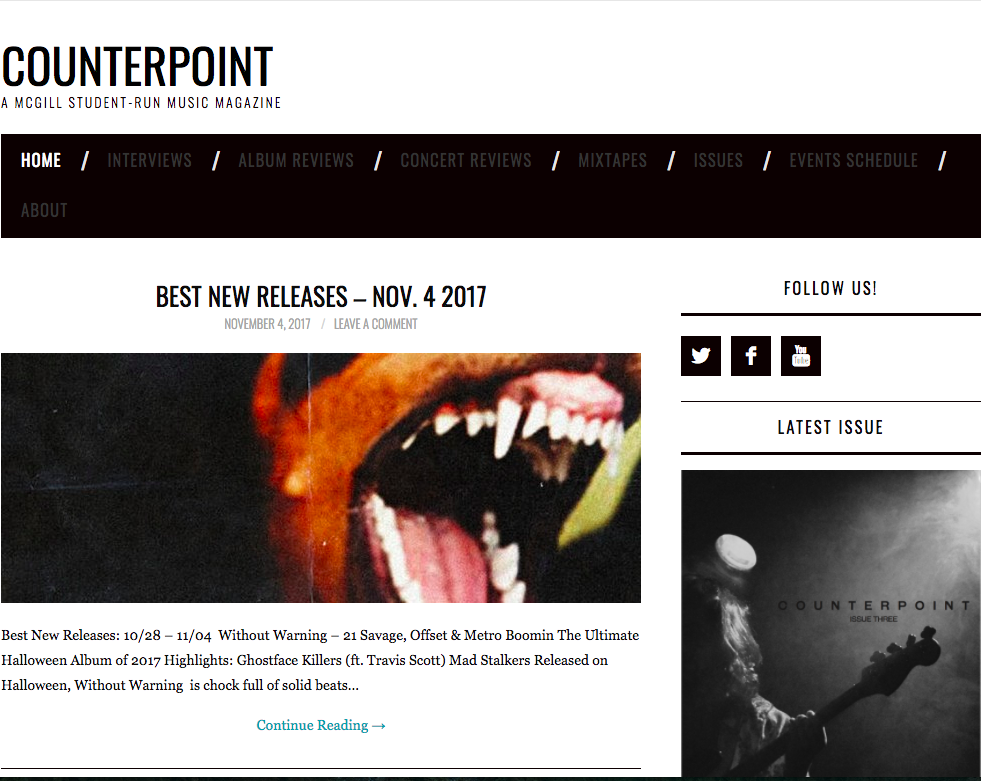 COUNTERPOINT
A MCGILL STUDENT-RUN MUSIC MAGAZINE
HOME / INTERVIEWS / ALBUM REVIEWS / CONCERT REVIEWS / MIXTAPES / ISSUES / EVENTS SCHEDULE /
ABOUT
BEST NEW RELEASES – NOV. 4 2017
NOVEMBER 4, 2017 / LEAVE A COMMENT
Best New Releases: 10/28 – 11/04  Without Warning – 21 Savage, Offset & Metro Boomin The Ultimate
Halloween Album of 2017 Highlights: Ghostface Killers (ft. Travis Scott) Mad Stalkers Released on
Halloween, Without Warning  is chock full of solid beats...
Continue Reading →
FOLLOW US!
You
Tube
LATEST ISSUE
COUNTERPOINT
ISSUE THREE